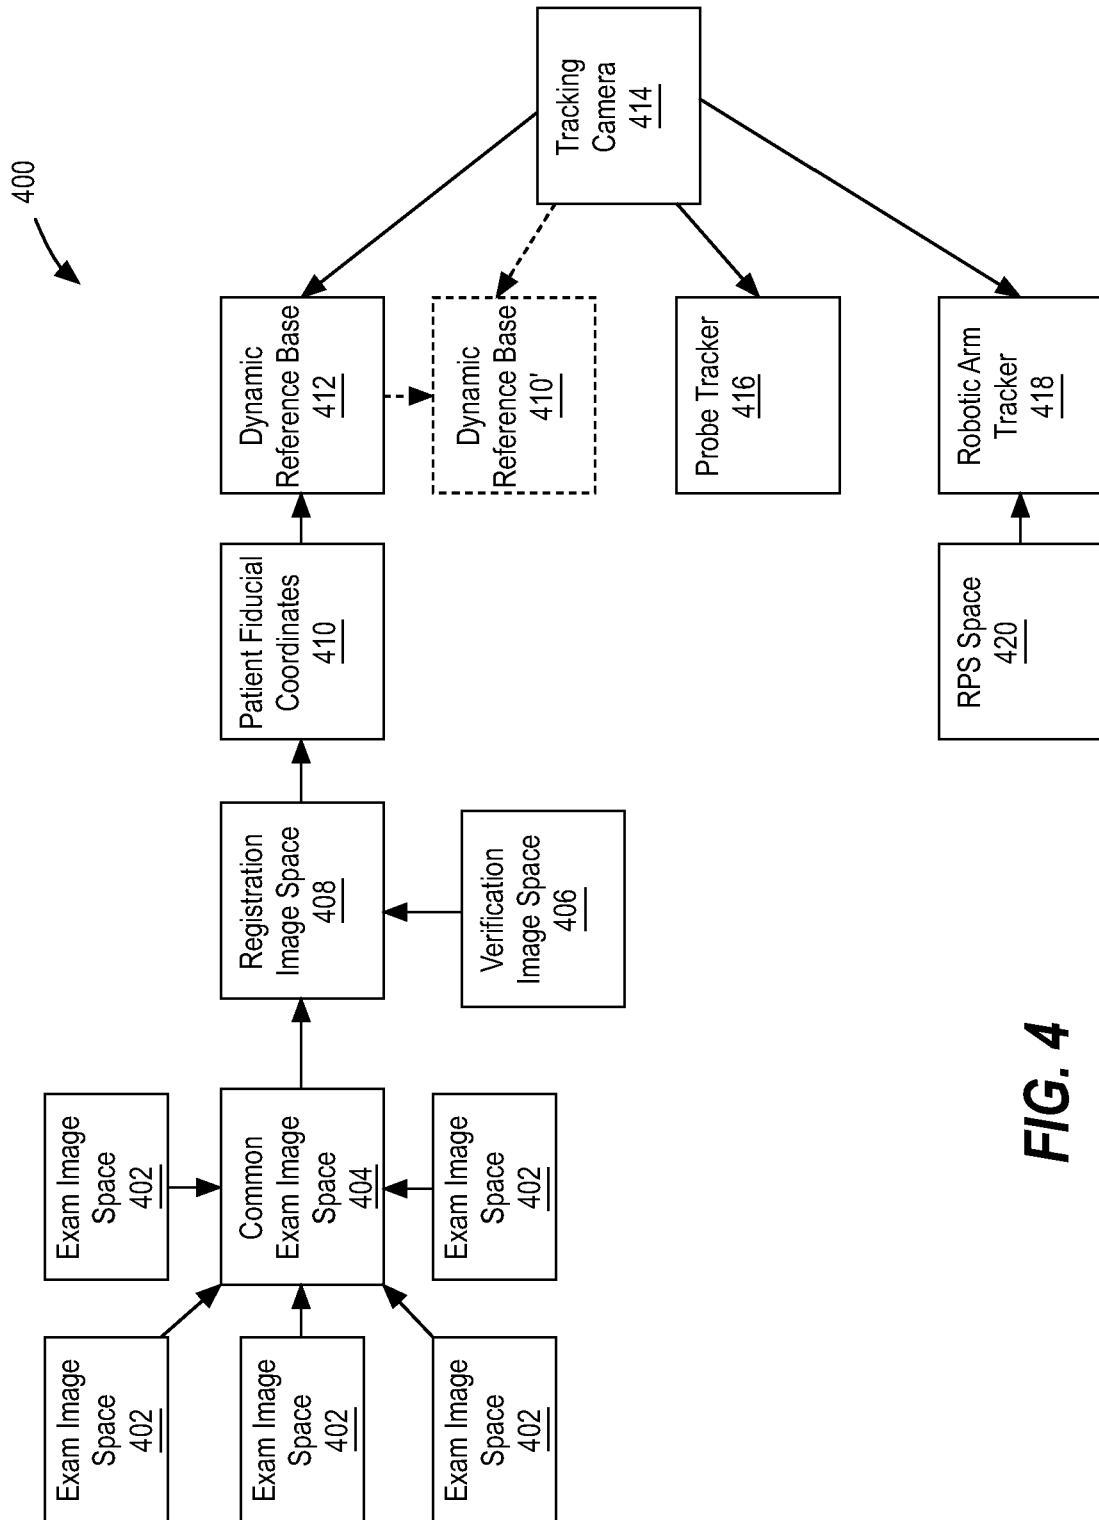 400
Exam Image
Space
402
Exam Image
Space
402
Exam Image
Space
402
Exam Image
Space
402
Exam Image
Space
402
Common
Exam Image
Space
404
Registration
Image Space
408
Verification
Image Space
406
Patient Fiducial
Coordinates
410
Dynamic
Reference Base
412
Dynamic
Reference Base
410'
Tracking
Camera
414
Probe Tracker
416
RPS Space
420
Robotic Arm
Tracker
418
FIG. 4